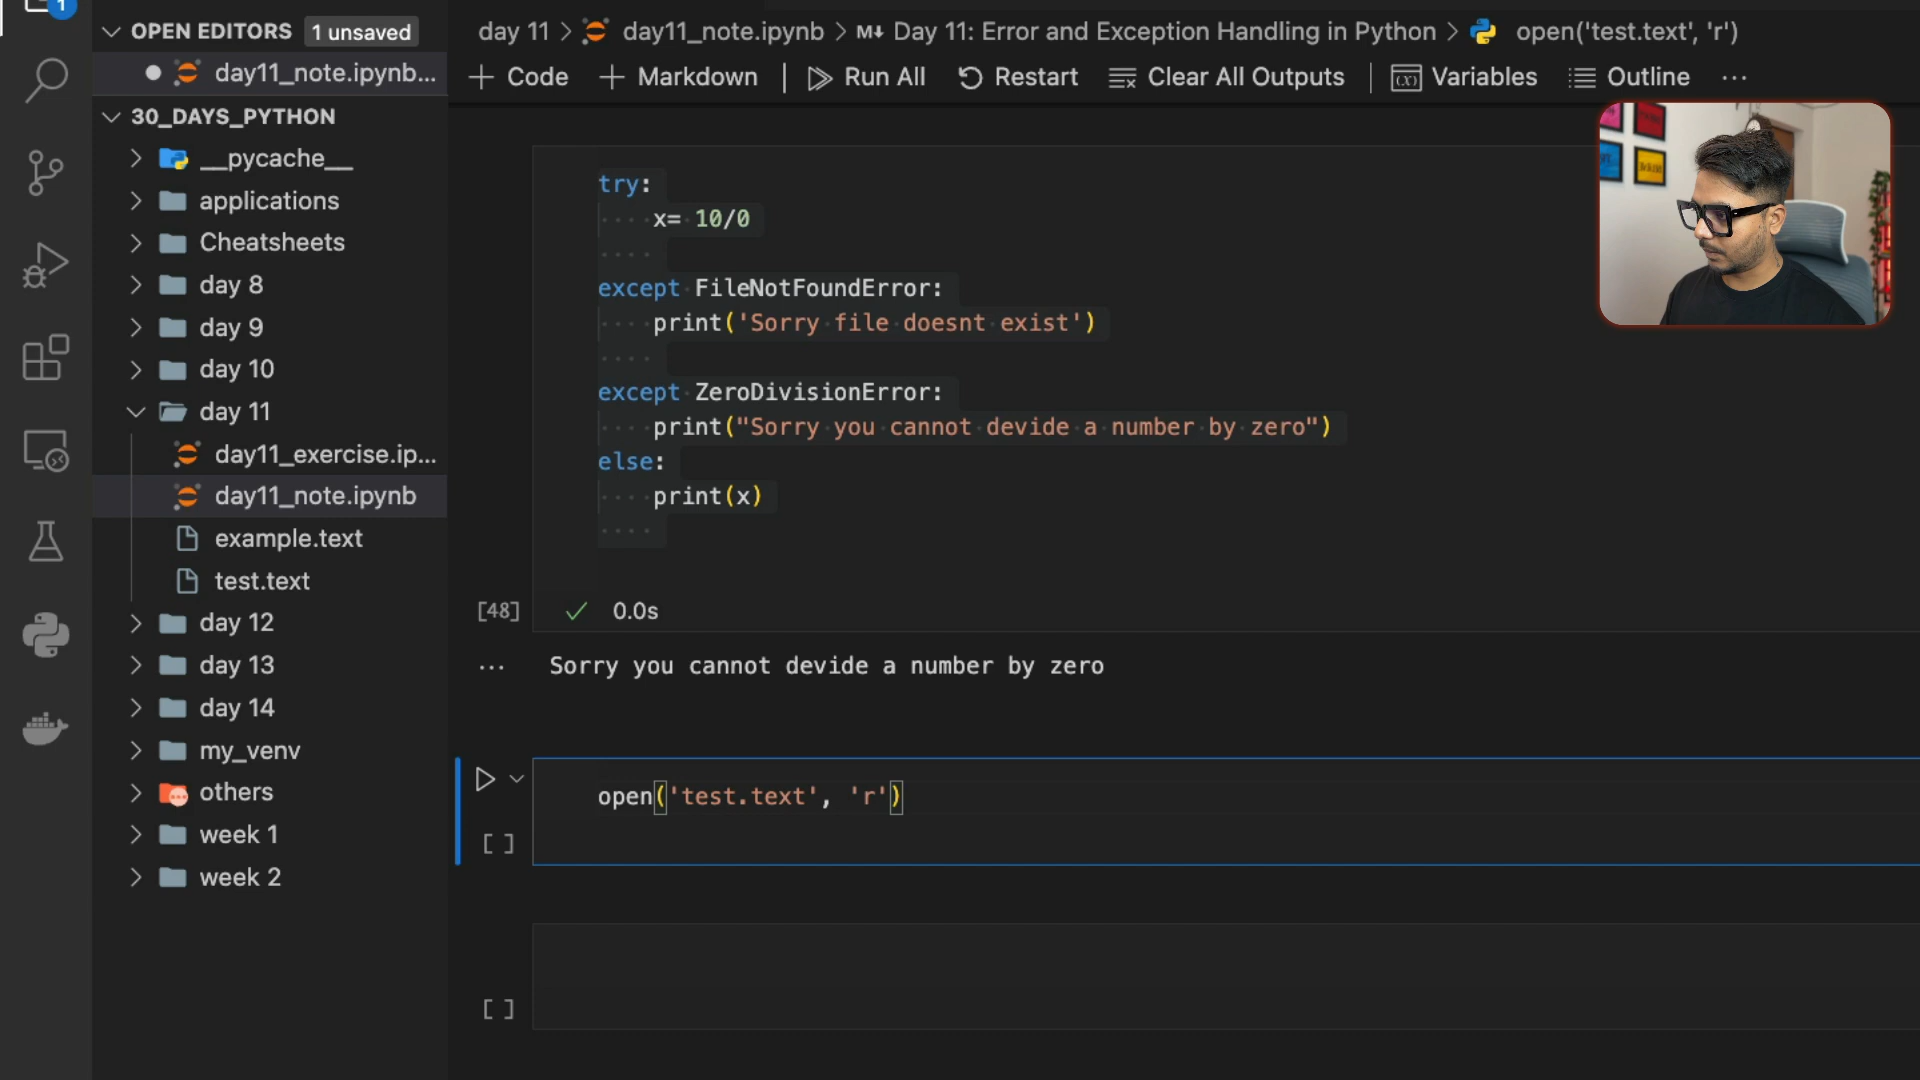 1
OPEN EDITORS 1 unsaved
day11_note.ipynb...
30_DAYS_PYTHON
__pycache__
applications
Cheatsheets
day 8
day 9
day 10
day 11
day11_exercise.ip...
day11_note.ipynb
example.text
test.text
day 12
day 13
day 14
my_venv
others
week 1
week 2
day 11 > day11_note.ipynb > M↓ Day 11: Error and Exception Handling in Python > open('test.text', 'r')
+ Code + Markdown | Run All Restart Clear All Outputs | Variables Outline ...
try:
x= 10/0
except FileNotFoundError:
print('Sorry file doesnt exist')
except ZeroDivisionError:
print("Sorry you cannot devide a number by zero")
else:
print(x)
[48] 0.0s
... Sorry you cannot devide a number by zero
open('test.text', 'r')
[ ]
[ ]